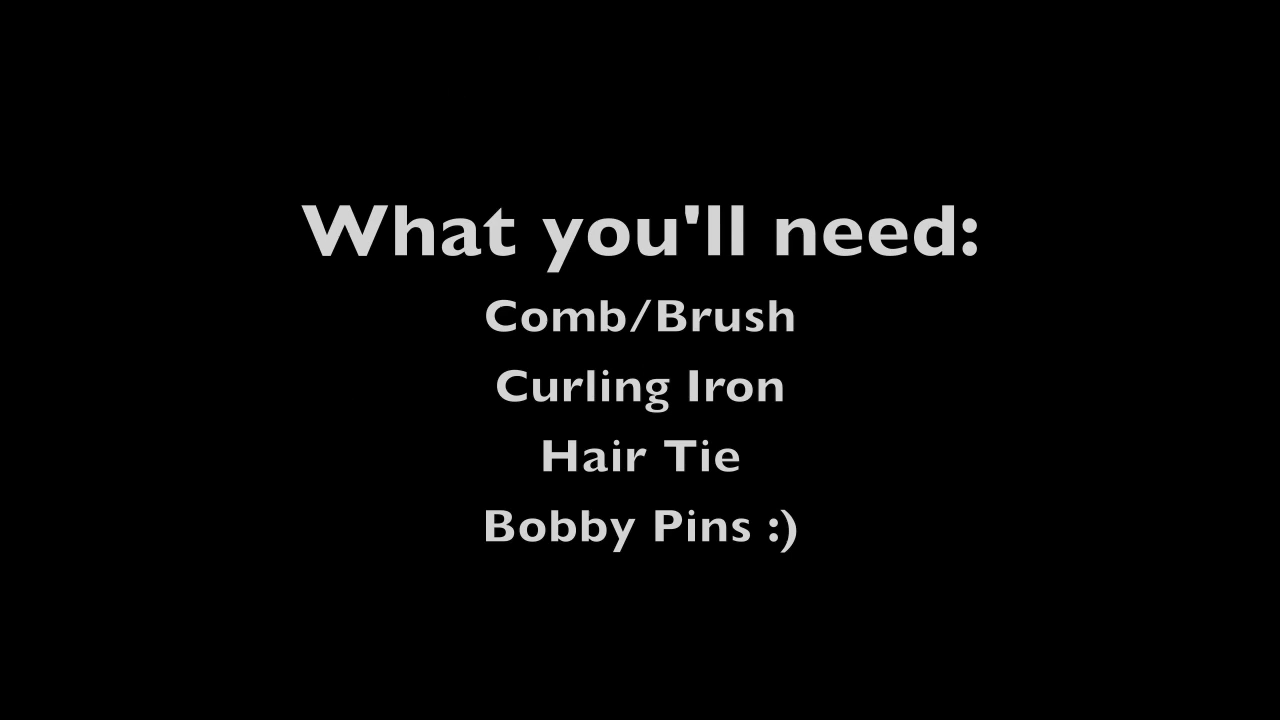 What you'll need:
Comb/Brush
Curling Iron
Hair Tie
Bobby Pins :)